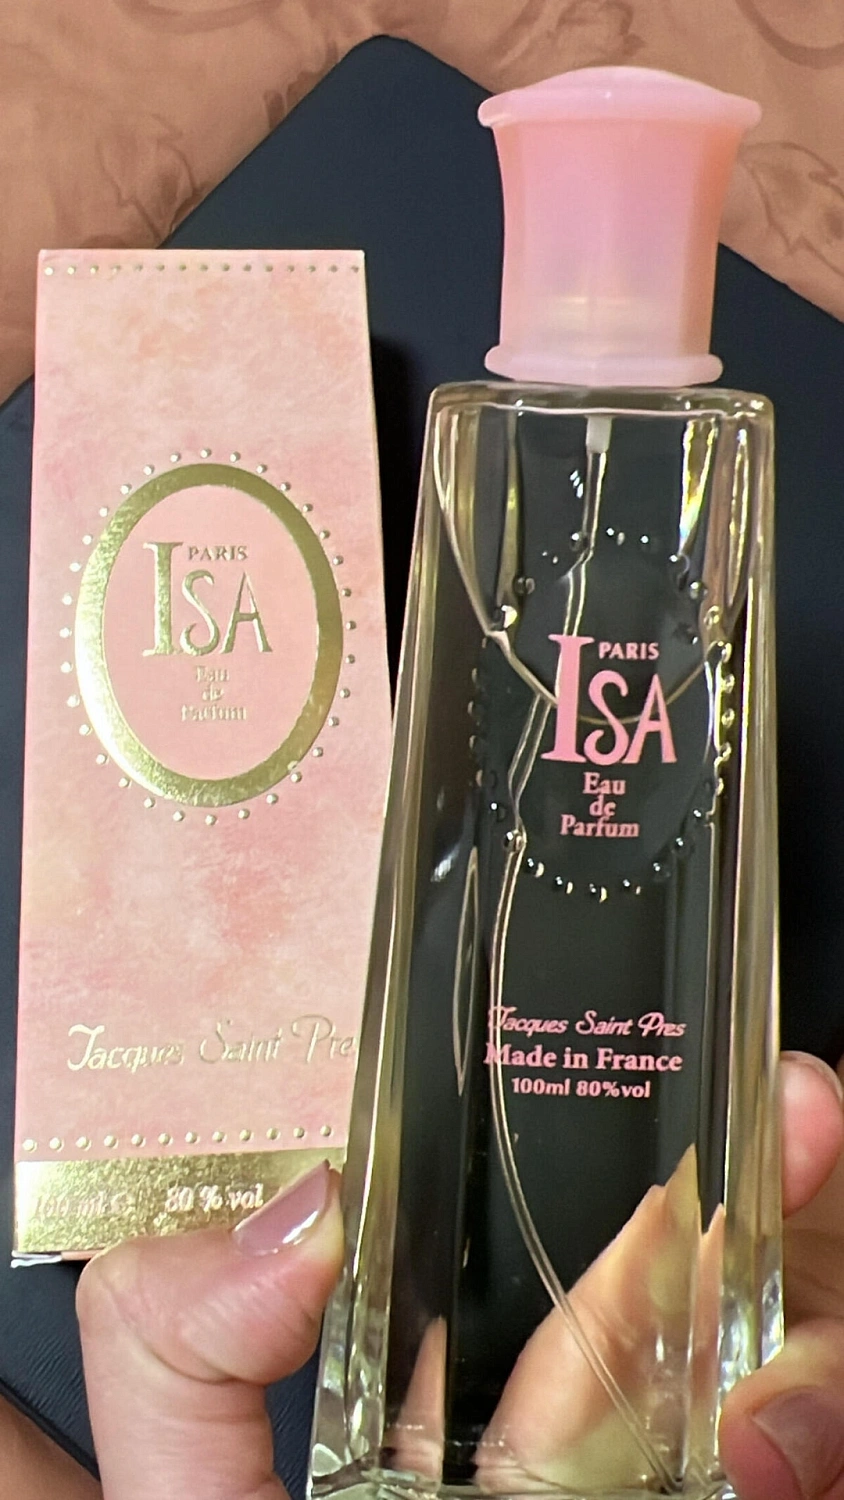 PARIS
ISA
Eau
de
Parfum
Jacques Saint Pres
100 ml e 80 % vol
PARIS
ISA
Eau
de
Parfum
Jacques Saint Pres
Made in France
100ml 80%vol